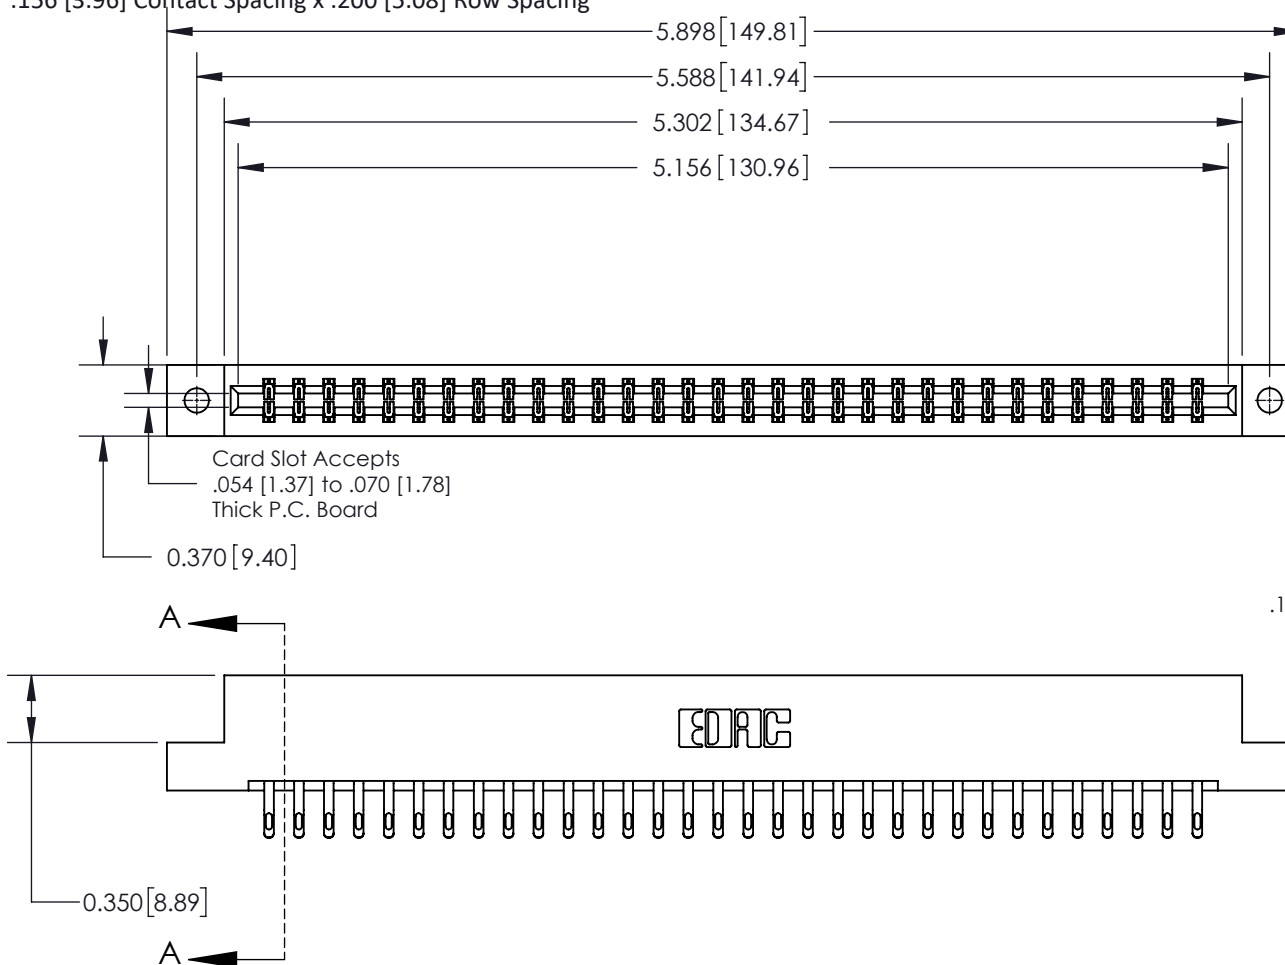 .156 [3.96] Contact Spacing x .200 [5.08] Row Spacing
5.898[149.81]
5.588[141.94]
5.302[134.67]
5.156[130.96]
Card Slot Accepts
.054 [1.37] to .070 [1.78]
Thick P.C. Board
0.370[9.40]
A
.1
EDAC
0.350[8.89]
A